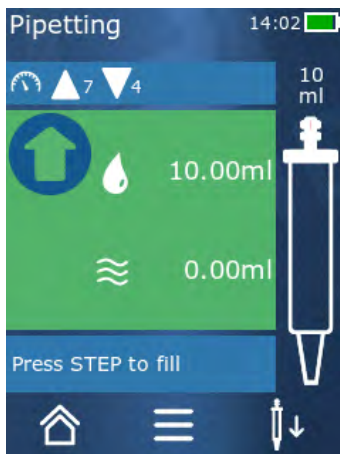 Pipetting 14:02
7 4
10
ml
10.00ml
0.00ml
Press STEP to fill